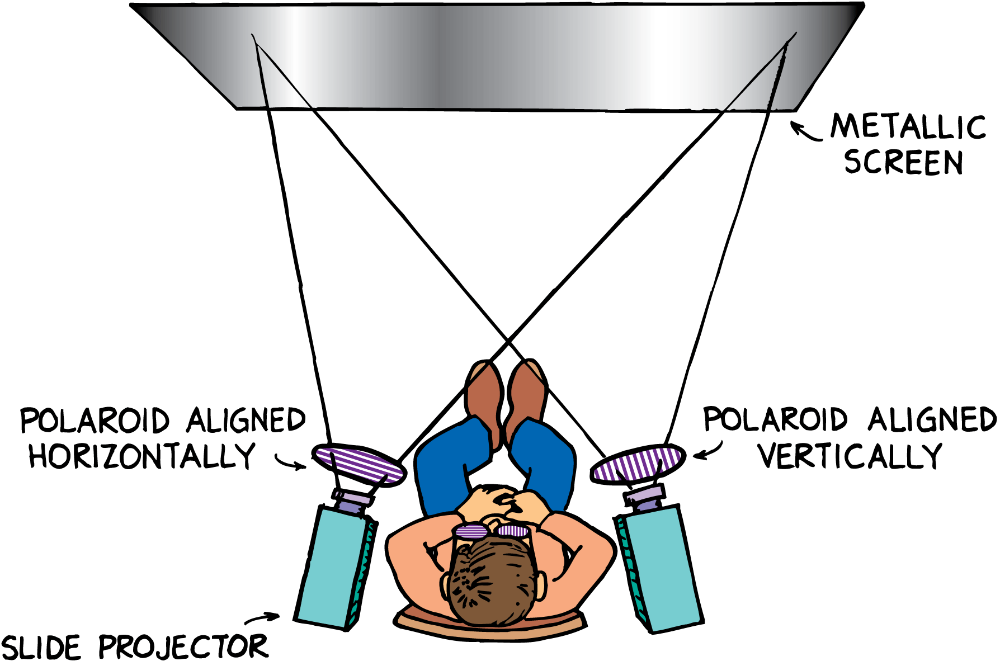 METALLIC
SCREEN
POLAROID ALIGNED
HORIZONTALLY
POLAROID ALIGNED
VERTICALLY
SLIDE PROJECTOR